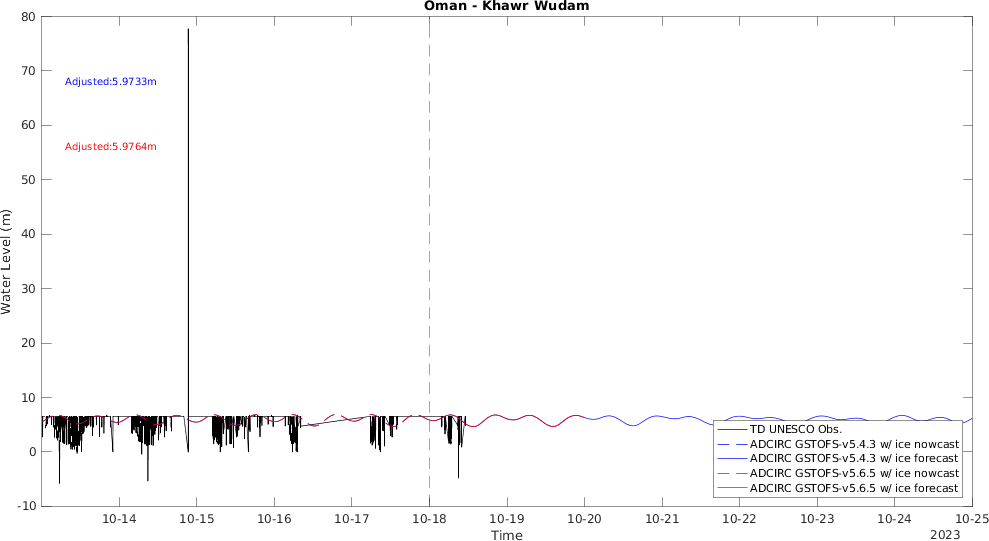 Oman - Khawr Wudam
80
70
60
50
40
30
20
10
0
-10
Water Level (m)
Adjusted:5.9733m
Adjusted:5.9764m
TD UNESCO Obs.
ADCIRC GSTOFS-v5.4.3 w/ ice nowcast
ADCIRC GSTOFS-v5.4.3 w/ ice forecast
ADCIRC GSTOFS-v5.6.5 w/ ice nowcast
ADCIRC GSTOFS-v5.6.5 w/ ice forecast
10-14 10-15 10-16 10-17 10-18 10-19 10-20 10-21 10-22 10-23 10-24 10-25
Time
2023